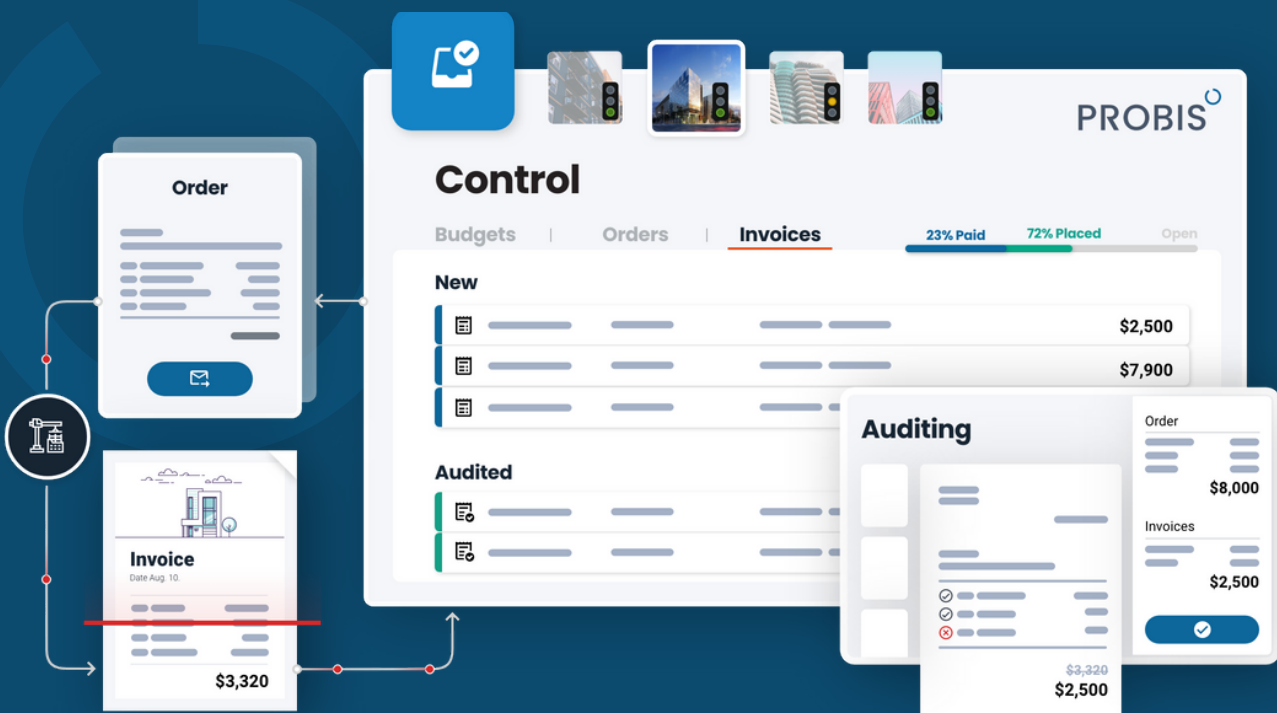 PROBIS
Control
Budgets | Orders | Invoices
23% Paid 72% Placed Open
New
$2,500
$7,900
Audited
Order
Invoice
Date Aug. 10.
$3,320
Auditing
$3,320
$2,500
Order
$8,000
Invoices
$2,500